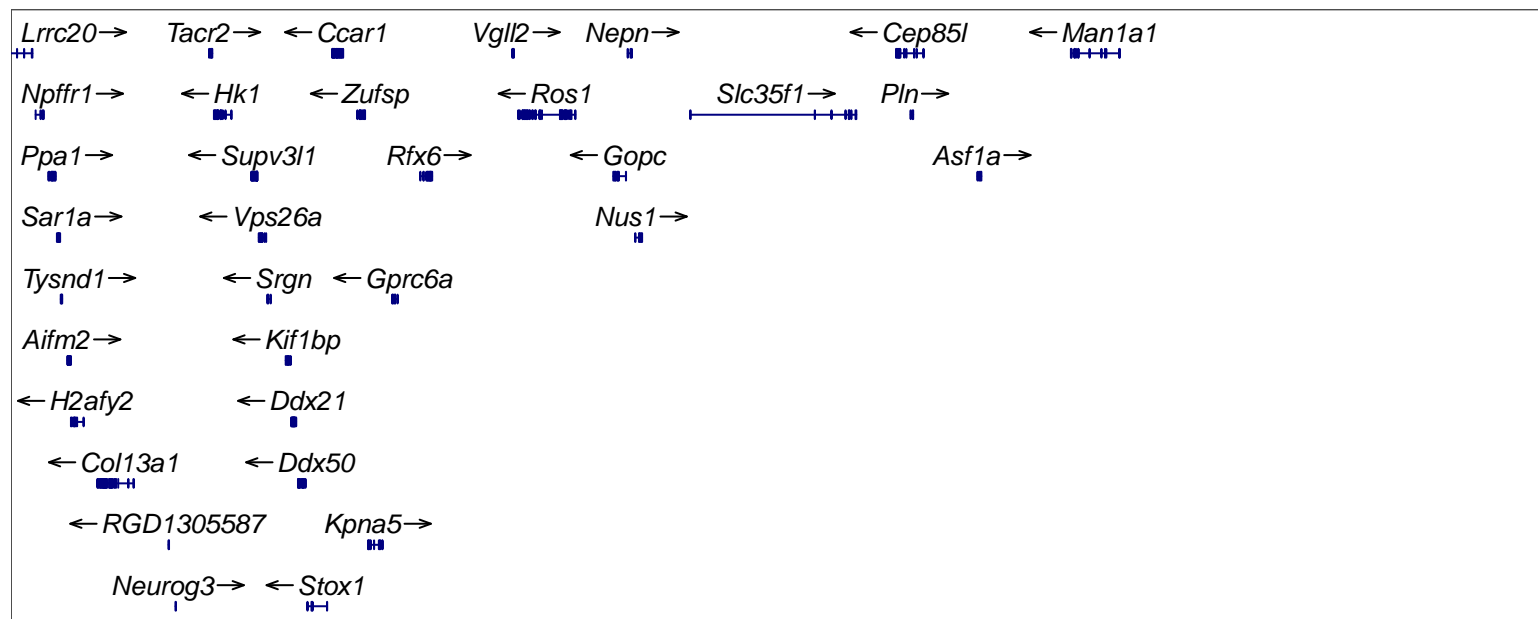 Lrrc20→ Tacr2→ ←Ccar1 Vgll2→ Nepn→ ←Cep85l ←Man1a1
Npffr1→ ←Hk1 ←Zufsp ←Ros1 Slc35f1→ Pln→
Ppa1→ ←Supv3l1 Rfx6→ ←Gopc Asf1a→
Sar1a→ ←Vps26a Nus1→
Tysnd1→ ←Srgn ←Gprc6a
Aifm2→ ←Kif1bp
←H2afy2 ←Ddx21
←Col13a1 ←Ddx50
←RGD1305587 Kpna5→
Neurog3→ ←Stox1